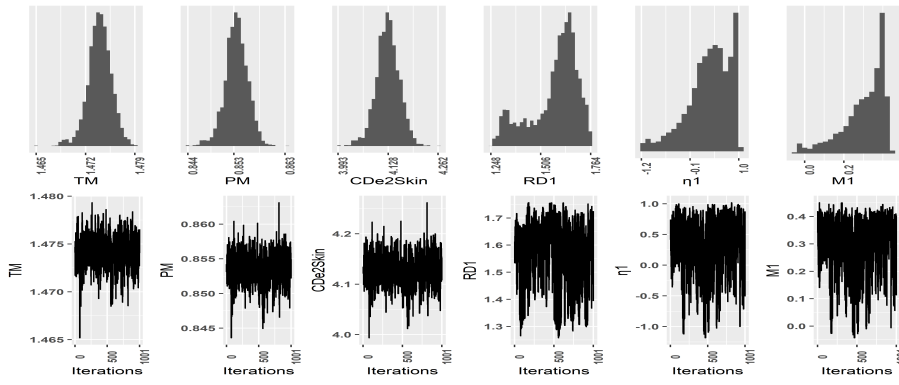 1.465 1.472 1.479
TM
0.844 0.853 0.863
PM
3.993 4.128 4.262
CDe2Skin
1.248 1.506 1.764
RD1
-1.2 -0.1 1.0
η1
0.0 0.2
M1
TM
1.480
1.475
1.470
1.465
0 500 1001
Iterations
PM
0.860
0.855
0.850
0.845
0 500 1001
Iterations
CDe2Skin
4.2
4.1
4.0
0 500 1001
Iterations
RD1
1.7
1.6
1.5
1.4
1.3
0 500 1001
Iterations
η1
1.0
0.5
0.0
-0.5
-1.0
0 500 1001
Iterations
M1
0.4
0.3
0.2
0.1
0.0
0 500 1001
Iterations